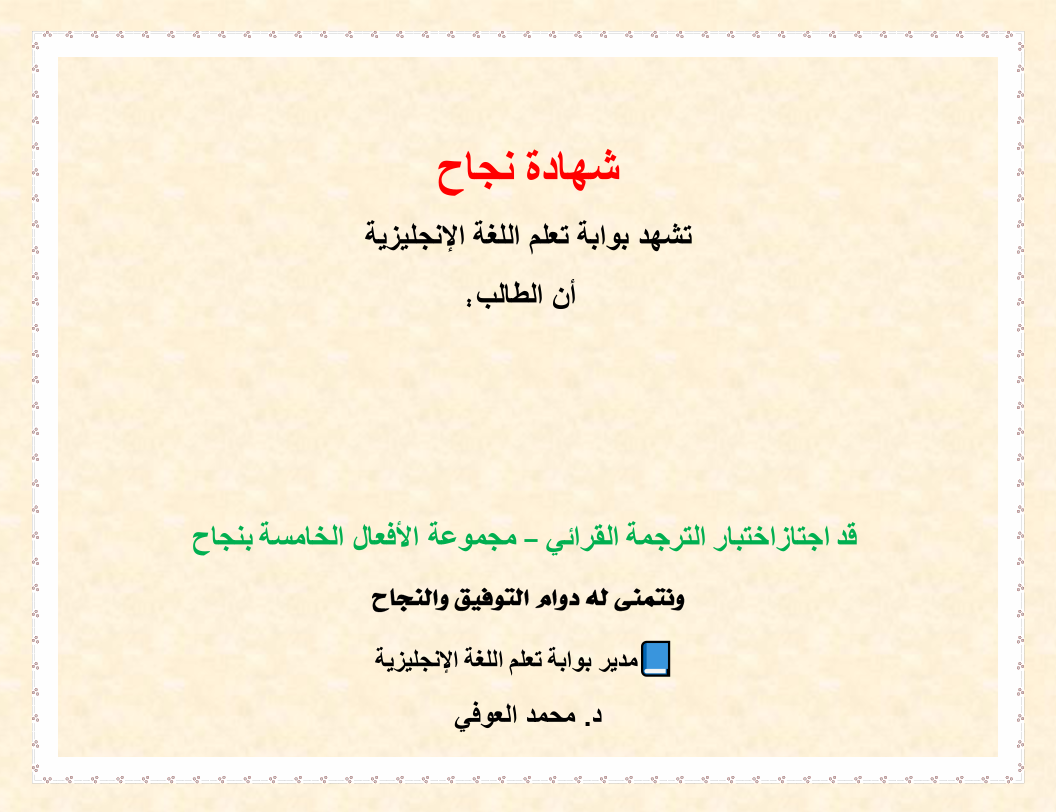 شهادة نجاح
تشهد بوابة تعلم اللغة الإنجليزية
أن الطالب:
قد اجتازاختبار الترجمة القرائي – مجموعة الأفعال الخامسة بنجاح
ونتمنى له دوام التوفيق والنجاح
مدير بوابة تعلم اللغة الإنجليزية
د. محمد العوفي